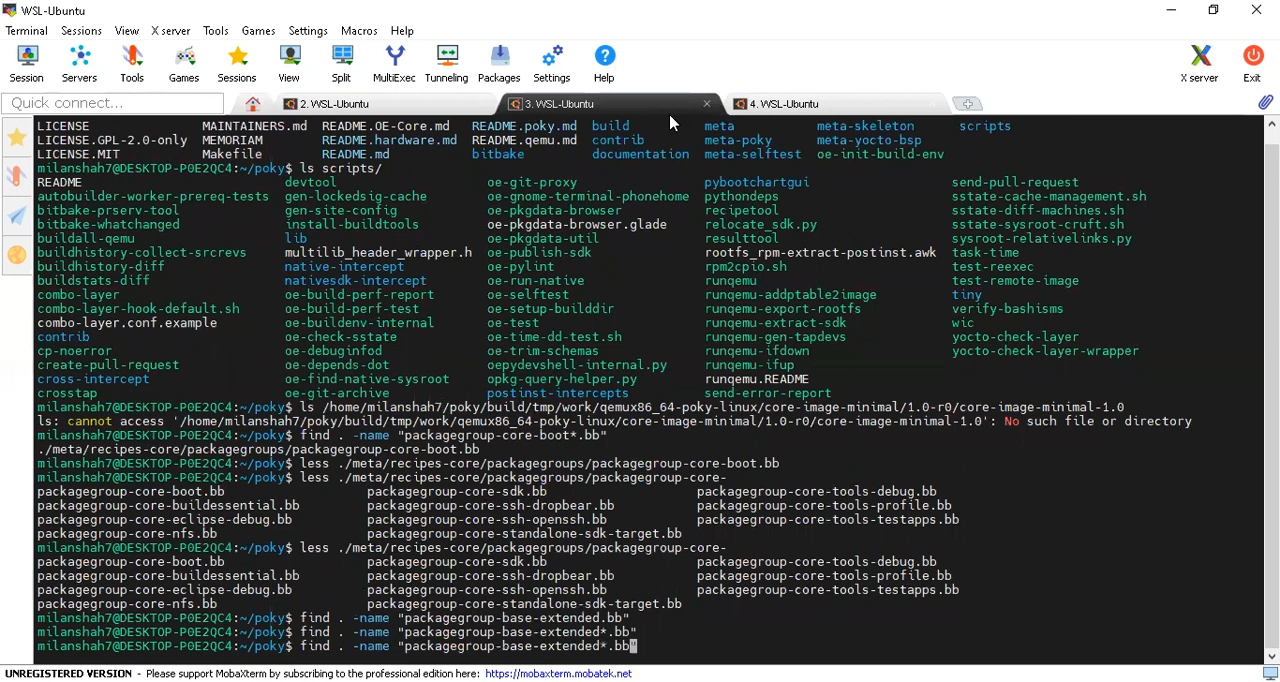 WSL-Ubuntu
Terminal Sessions View X server Tools Games Settings Macros Help
Session Servers Tools Games Sessions View Split MultiExec Tunneling Packages Settings Help X server Exit
Quick connect... 2. WSL-Ubuntu 3. WSL-Ubuntu 4. WSL-Ubuntu
LICENSE MAINTAINERS.md README.OE-Core.md README.poky.md build meta meta-skeleton scripts
LICENSE.GPL-2.0-only MEMORIAM README.hardware.md README.qemu.md contrib meta-poky meta-yocto-bsp
LICENSE.MIT Makefile README.md bitbake documentation meta-selftest oe-init-build-env
milanshah7@DESKTOP-P0E2QC4:~/poky$ ls scripts/
README devtool oe-git-proxy pybootchartgui send-pull-request
autobuilder-worker-prereq-tests gen-lockedsig-cache oe-gnome-terminal-phonehome pythondeps sstate-cache-management.sh
bitbake-prserv-tool gen-site-config oe-pkgdata-browser recipetool sstate-diff-machines.sh
bitbake-whatchanged install-buildtools oe-pkgdata-browser.glade relocate_sdk.py sstate-sysroot-cruft.sh
buildall-qemu lib oe-pkgdata-util resulttool sysroot-relativelinks.py
buildhistory-collect-srcrevs multilib_header_wrapper.h oe-publish-sdk rootfs_rpm-extract-postinst.awk task-time
buildhistory-diff native-intercept oe-pylint rpm2cpio.sh test-reexec
buildstats-diff nativesdk-intercept oe-run-native runqemu test-remote-image
combo-layer oe-build-perf-report oe-selftest runqemu-addptable2image tiny
combo-layer-hook-default.sh oe-build-perf-test oe-setup-builddir runqemu-export-rootfs verify-bashisms
combo-layer.conf.example oe-buildenv-internal oe-test runqemu-extract-sdk wic
contrib oe-check-sstate oe-time-dd-test.sh runqemu-gen-tapdevs yocto-check-layer
cp-noerror oe-debuginfod oe-trim-schemas runqemu-ifdown yocto-check-layer-wrapper
create-pull-request oe-depends-dot oepydevshell-internal.py runqemu-ifup
cross-intercept oe-find-native-sysroot opkg-query-helper.py runqemu.README
crosstap oe-git-archive postinst-intercepts send-error-report
milanshah7@DESKTOP-P0E2QC4:~/poky$ ls /home/milanshah7/poky/build/tmp/work/qemux86_64-poky-linux/core-image-minimal/1.0-r0/core-image-minimal-1.0
ls: cannot access '/home/milanshah7/poky/build/tmp/work/qemux86_64-poky-linux/core-image-minimal/1.0-r0/core-image-minimal-1.0': No such file or directory
milanshah7@DESKTOP-P0E2QC4:~/poky$ find . -name "packagegroup-core-boot*.bb"
./meta/recipes-core/packagegroups/packagegroup-core-boot.bb
milanshah7@DESKTOP-P0E2QC4:~/poky$ less ./meta/recipes-core/packagegroups/packagegroup-core-boot.bb
milanshah7@DESKTOP-P0E2QC4:~/poky$ less ./meta/recipes-core/packagegroups/packagegroup-core-
packagegroup-core-boot.bb packagegroup-core-sdk.bb packagegroup-core-tools-debug.bb
packagegroup-core-buildessential.bb packagegroup-core-ssh-dropbear.bb packagegroup-core-tools-profile.bb
packagegroup-core-eclipse-debug.bb packagegroup-core-ssh-openssh.bb packagegroup-core-tools-testapps.bb
packagegroup-core-nfs.bb packagegroup-core-standalone-sdk-target.bb
milanshah7@DESKTOP-P0E2QC4:~/poky$ less ./meta/recipes-core/packagegroups/packagegroup-core-
packagegroup-core-boot.bb packagegroup-core-sdk.bb packagegroup-core-tools-debug.bb
packagegroup-core-buildessential.bb packagegroup-core-ssh-dropbear.bb packagegroup-core-tools-profile.bb
packagegroup-core-eclipse-debug.bb packagegroup-core-ssh-openssh.bb packagegroup-core-tools-testapps.bb
packagegroup-core-nfs.bb packagegroup-core-standalone-sdk-target.bb
milanshah7@DESKTOP-P0E2QC4:~/poky$ find . -name "packagegroup-base-extended.bb"
milanshah7@DESKTOP-P0E2QC4:~/poky$ find . -name "packagegroup-base-extended*.bb"
milanshah7@DESKTOP-P0E2QC4:~/poky$ find . -name "packagegroup-base-extended*.bb"
UNREGISTERED VERSION - Please support MobaXterm by subscribing to the professional edition here: https://mobaxterm.mobatek.net